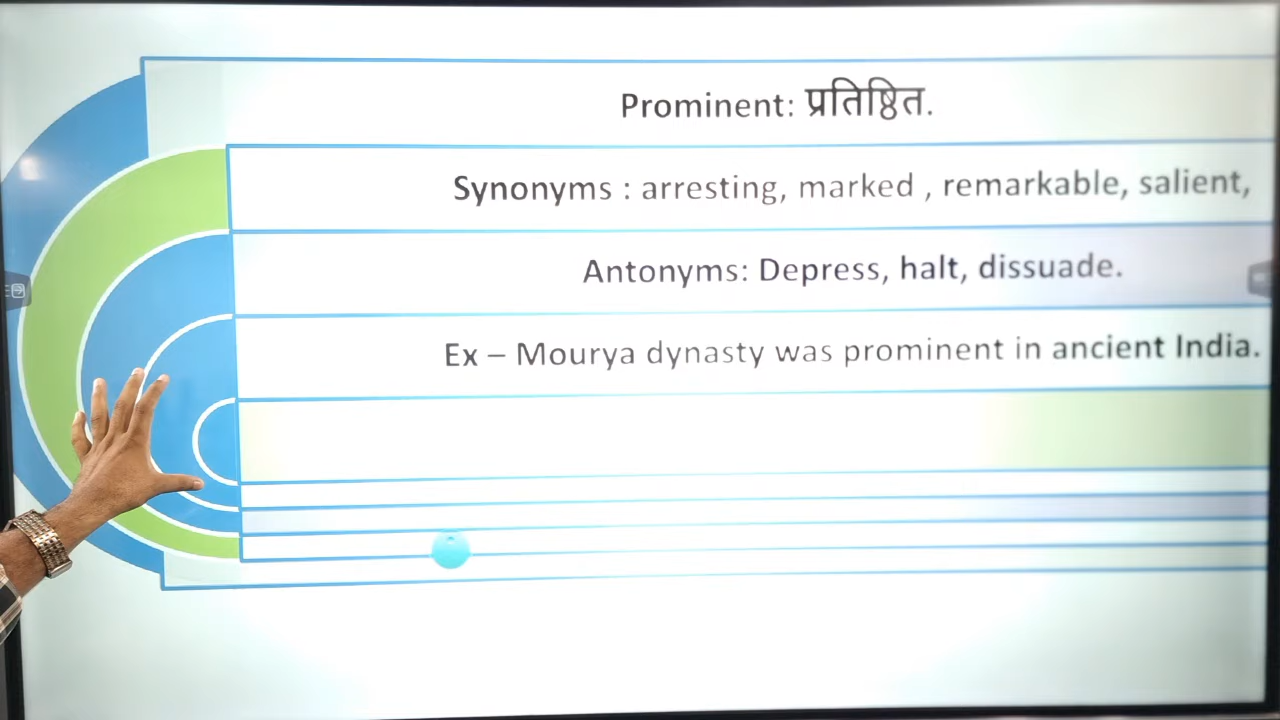 Prominent: प्रतिष्ठित.
Synonyms : arresting, marked , remarkable, salient,
Antonyms: Depress, halt, dissuade.
Ex – Mourya dynasty was prominent in ancient India.